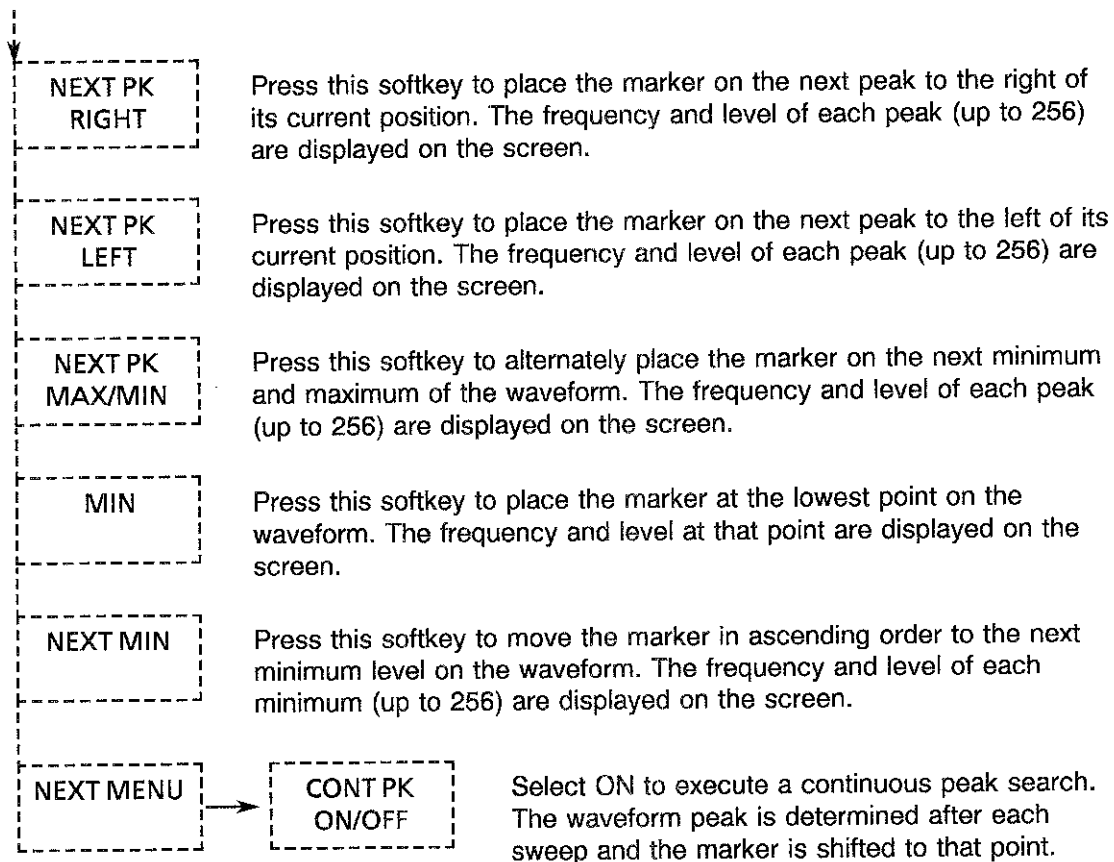 NEXT PK
RIGHT
Press this softkey to place the marker on the next peak to the right of
its current position. The frequency and level of each peak (up to 256)
are displayed on the screen.
NEXT PK
LEFT
Press this softkey to place the marker on the next peak to the left of its
current position. The frequency and level of each peak (up to 256) are
displayed on the screen.
NEXT PK
MAX/MIN
Press this softkey to alternately place the marker on the next minimum
and maximum of the waveform. The frequency and level of each peak
(up to 256) are displayed on the screen.
MIN
Press this softkey to place the marker at the lowest point on the
waveform. The frequency and level at that point are displayed on the
screen.
NEXT MIN
Press this softkey to move the marker in ascending order to the next
minimum level on the waveform. The frequency and level of each
minimum (up to 256) are displayed on the screen.
NEXT MENU
CONT PK
ON/OFF
Select ON to execute a continuous peak search.
The waveform peak is determined after each
sweep and the marker is shifted to that point.